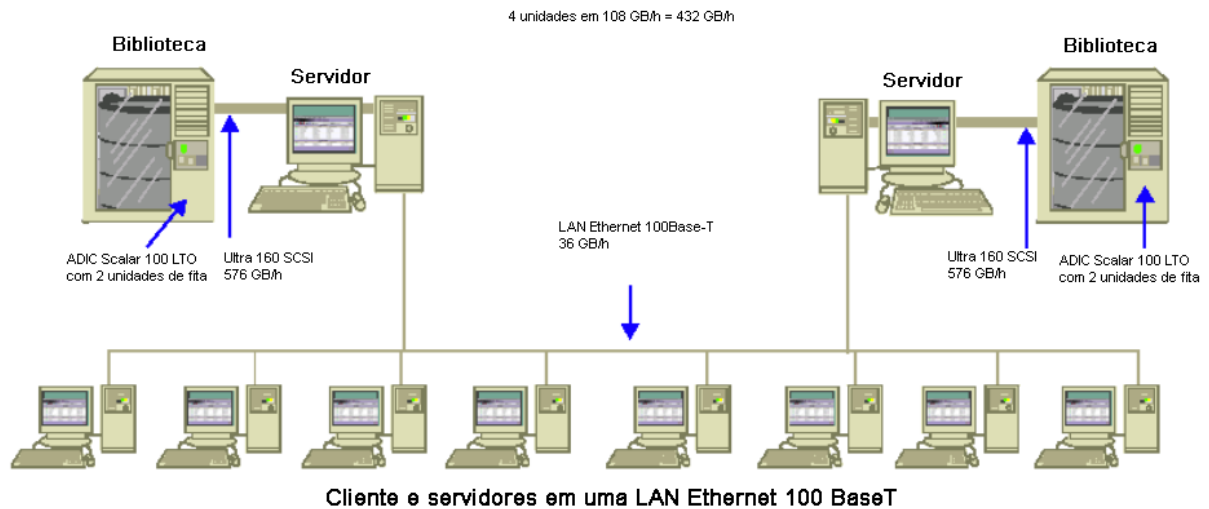 4 unidades em 108 GB/h = 432 GB/h
Biblioteca
Servidor
Servidor
Biblioteca
ADIC Scalar 100 LTO
com 2 unidades de fita
Ultra 160 SCSI
576 GB/h
LAN Ethernet 100Base-T
36 GB/h
Ultra 160 SCSI
576 GB/h
ADIC Scalar 100 LTO
com 2 unidades de fita
Cliente e servidores em uma LAN Ethernet 100 BaseT